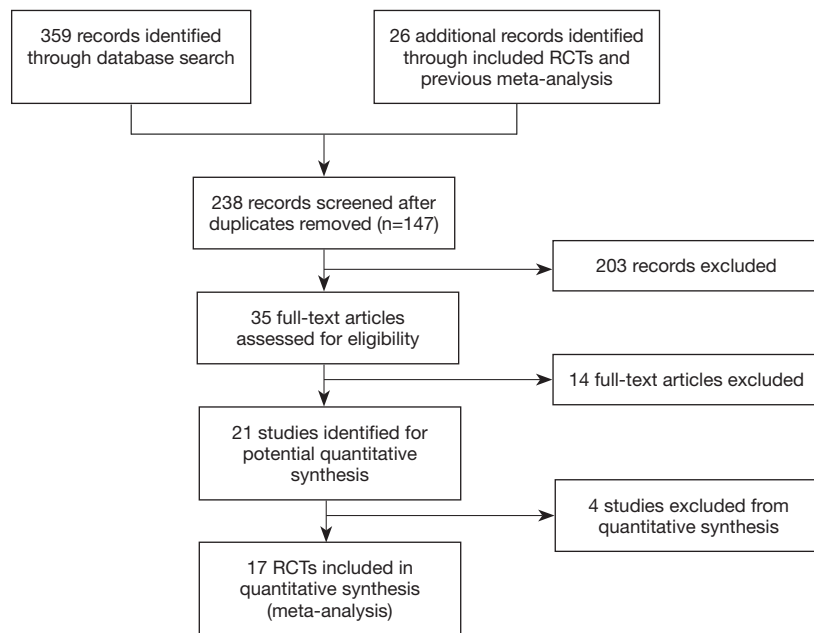 359 records identified
through database search
26 additional records identified
through included RCTs and
previous meta-analysis
238 records screened after
duplicates removed (n=147)
203 records excluded
35 full-text articles
assessed for eligibility
14 full-text articles excluded
21 studies identified for
potential quantitative
synthesis
4 studies excluded from
quantitative synthesis
17 RCTs included in
quantitative synthesis
(meta-analysis)